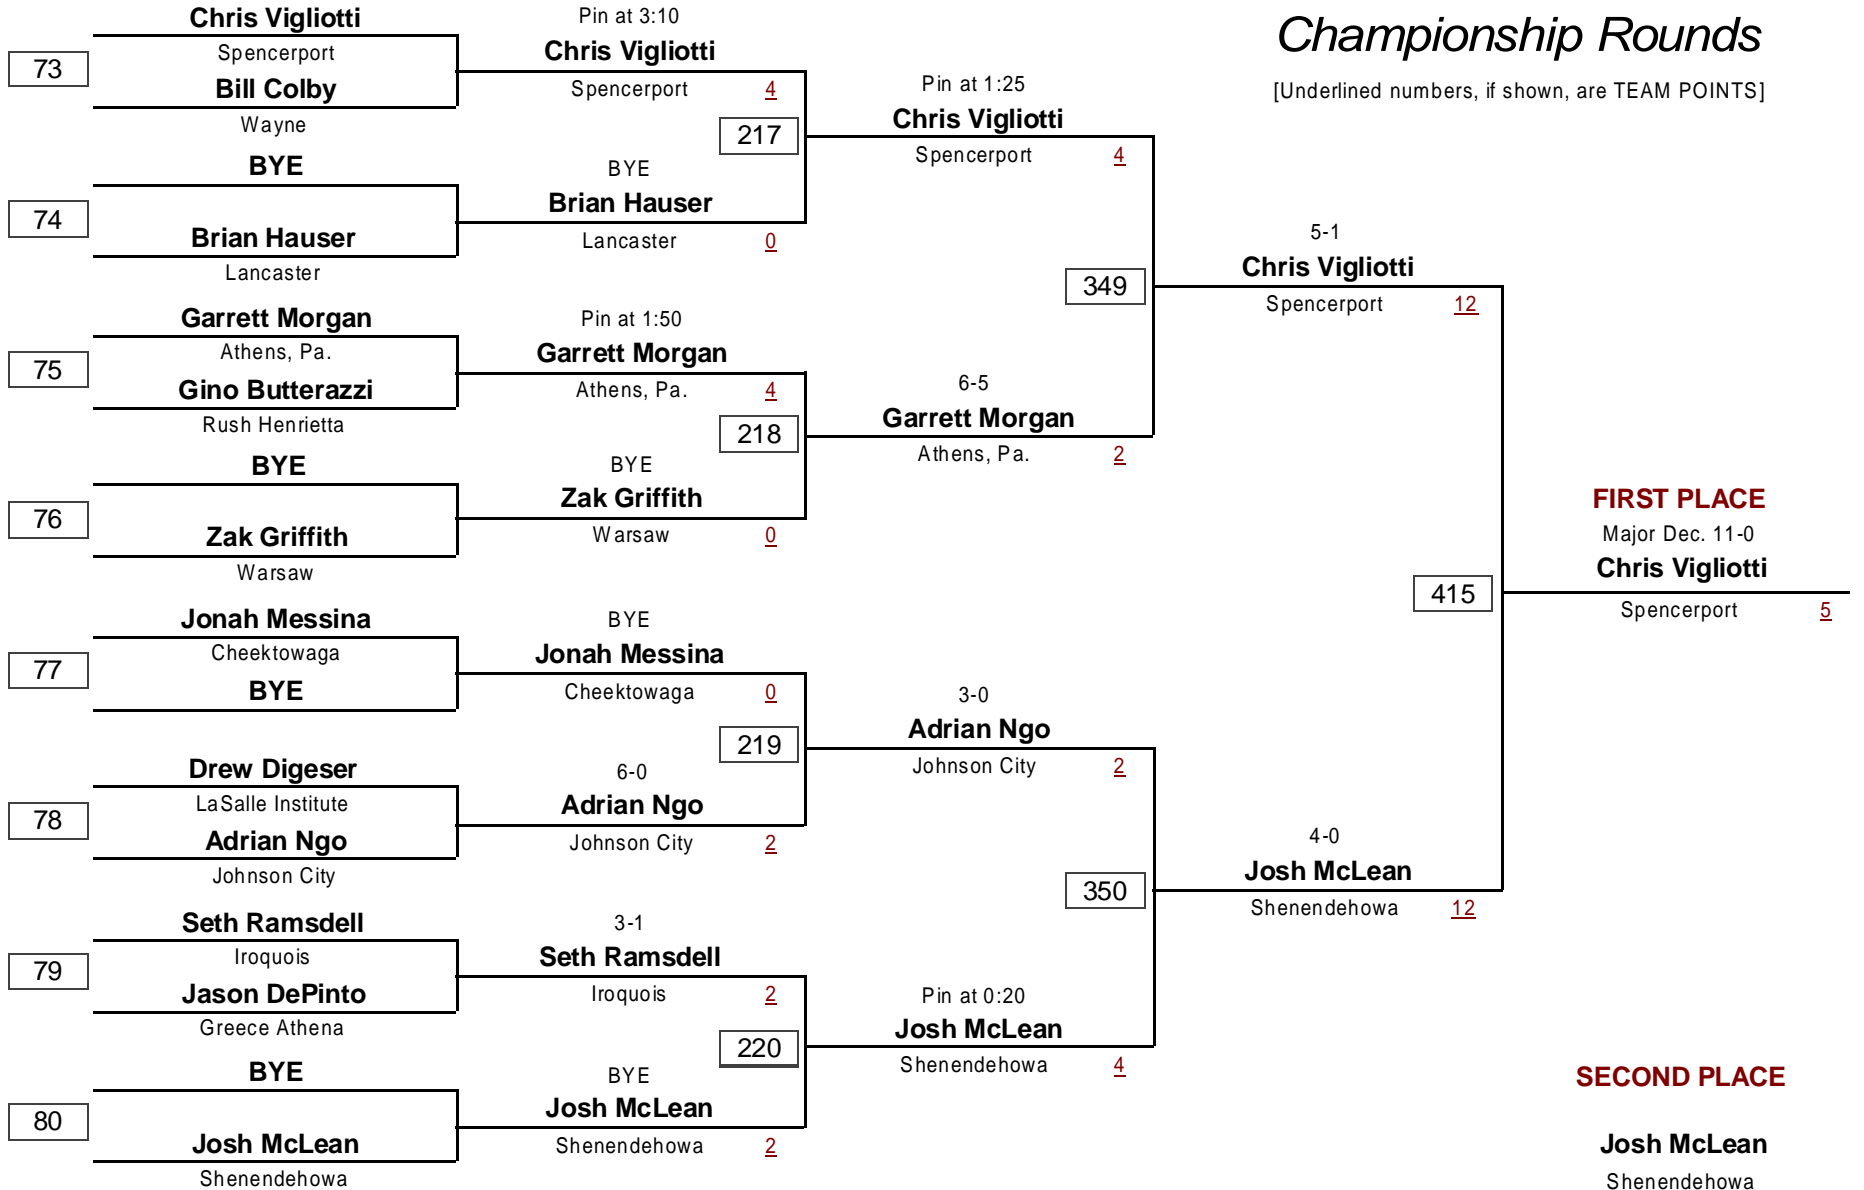 Championship Rounds
[Underlined numbers, if shown, are TEAM POINTS]
Chris Vigliotti
Spencerport
73
Bill Colby
Wayne
BYE
74
Brian Hauser
Lancaster
Garrett Morgan
Athens, Pa.
75
Gino Butterazzi
Rush Henrietta
BYE
76
Zak Griffith
Warsaw
Jonah Messina
Cheektowaga
77
BYE
Drew Digeser
LaSalle Institute
78
Adrian Ngo
Johnson City
Seth Ramsdell
Iroquois
79
Jason DePinto
Greece Athena
BYE
80
Josh McLean
Shenendehowa
Pin at 3:10
Chris Vigliotti
Spencerport 4
217
BYE
Brian Hauser
Lancaster 0
Pin at 1:50
Garrett Morgan
Athens, Pa. 4
218
BYE
Zak Griffith
Warsaw 0
BYE
Jonah Messina
Cheektowaga 0
219
6-0
Adrian Ngo
Johnson City 2
3-1
Seth Ramsdell
Iroquois 2
220
BYE
Josh McLean
Shenendehowa 2
Pin at 1:25
Chris Vigliotti
Spencerport 4
349
6-5
Garrett Morgan
Athens, Pa. 2
3-0
Adrian Ngo
Johnson City 2
350
Pin at 0:20
Josh McLean
Shenendehowa 4
5-1
Chris Vigliotti
Spencerport 12
415
4-0
Josh McLean
Shenendehowa 12
FIRST PLACE
Major Dec. 11-0
Chris Vigliotti
Spencerport 5
SECOND PLACE
Josh McLean
Shenendehowa